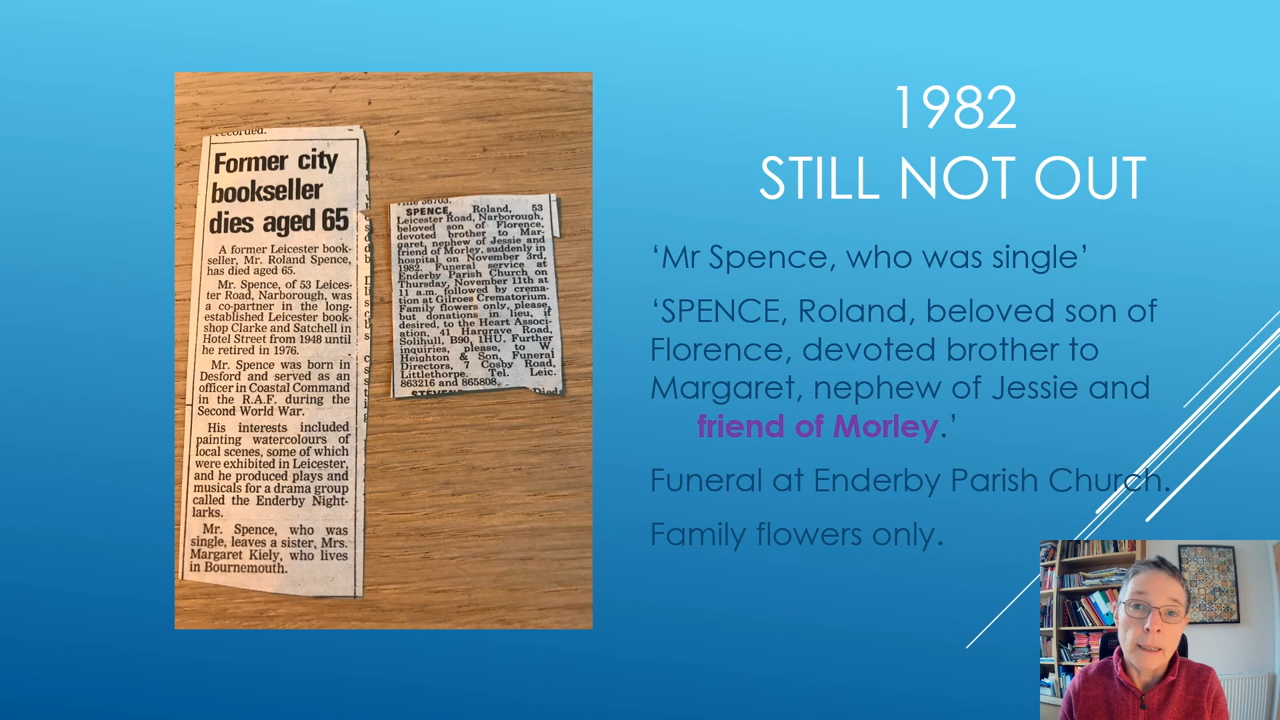 recorded.
Former city
bookseller
dies aged 65
A former Leicester book-
seller, Mr. Roland Spence,
has died aged 65.
Mr. Spence, of 53 Leices-
ter Road, Narborough, was
a co-partner in the long-
established Leicester book-
shop Clarke and Satchell in
Hotel Street from 1948 until
he retired in 1976.
Mr. Spence was born in
Desford and served as an
officer in Coastal Command
in the R.A.F. during the
Second World War.
His interests included
painting watercolours of
local scenes, some of which
were exhibited in Leicester,
and he produced plays and
musicals for a drama group
called the Enderby Night-
larks.
Mr. Spence, who was
single, leaves a sister, Mrs.
Margaret Kiely, who lives
in Bournemouth.
56703.
SPENCE, Roland, 53
Leicester Road, Narborough,
beloved son of Florence,
devoted brother to Mar-
garet, nephew of Jessie and
friend of Morley, suddenly in
hospital on November 3rd,
1982. Funeral service at
Enderby Parish Church on
Thursday, November 11th at
11 a.m. followed by crema-
tion at Gilroes Crematorium.
Family flowers only, please,
but donations in lieu, if
desired, to the Heart Associ-
ation, 41 Hargrave Road,
Solihull, B90, 1HU. Further
inquiries, please, to W.
Heighton & Son, Funeral
Directors, 7 Cosby Road,
Littlethorpe. Tel. Leic.
863216 and 865808.
STEVENS Died
1982
STILL NOT OUT
‘Mr Spence, who was single’
‘SPENCE, Roland, beloved son of
Florence, devoted brother to
Margaret, nephew of Jessie and
friend of Morley.’
Funeral at Enderby Parish Church.
Family flowers only.